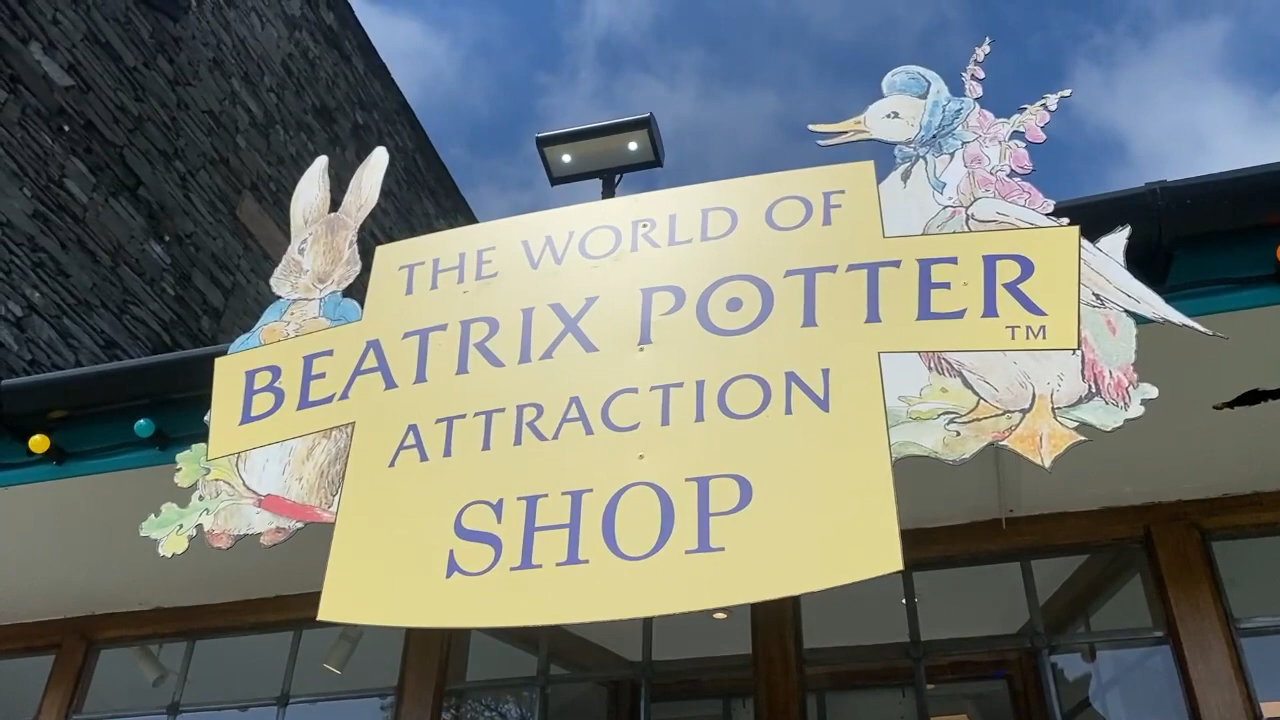 THE WORLD OF
BEATRIX POTTER
TM
ATTRACTION
SHOP